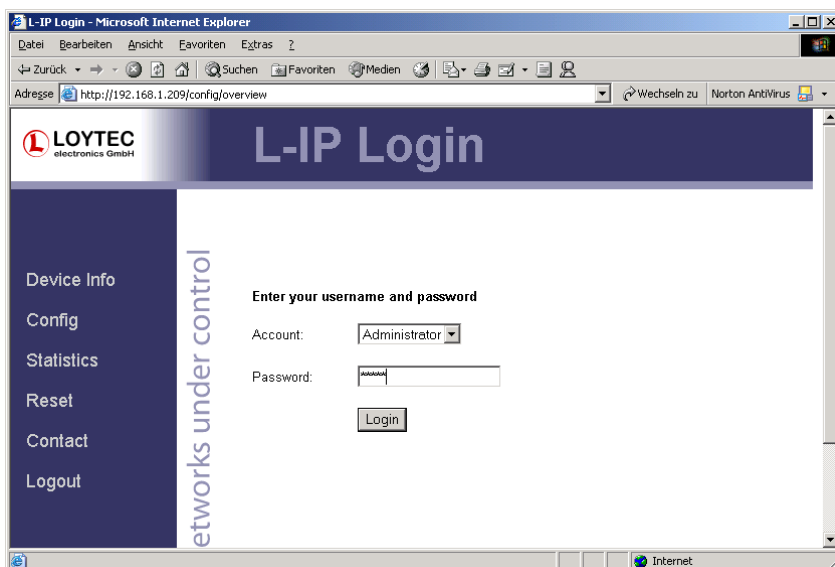 L-IP Login - Microsoft Internet Explorer
Datei Bearbeiten Ansicht Favoriten Extras ?
Zurück Suchen Favoriten Medien
Adresse http://192.168.1.209/config/overview Wechseln zu Norton AntiVirus
LOYTEC
electronics GmbH
L-IP Login
Device Info
Config
Statistics
Reset
Contact
Logout
etworks under control
Enter your username and password
Account: Administrator
Password: *****
Login
Internet